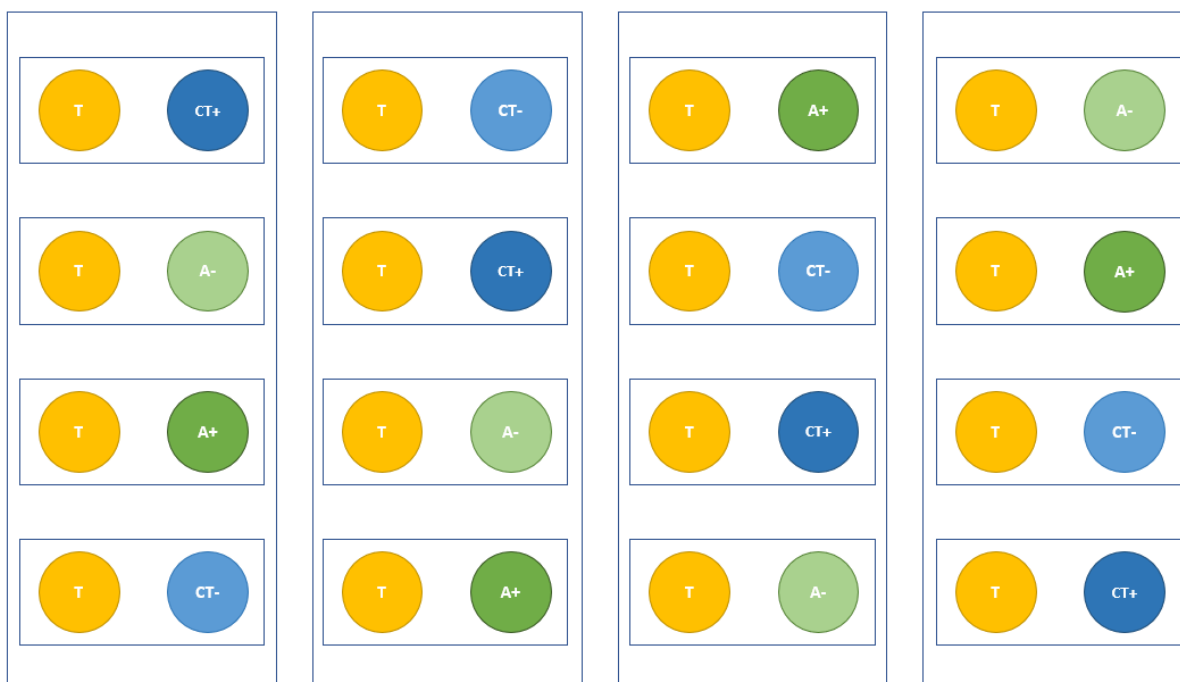 T CT+ T CT- T A+ T A-
T A- T CT+ T CT- T A+
T A+ T A- T CT+ T CT-
T CT- T A+ T A- T CT+